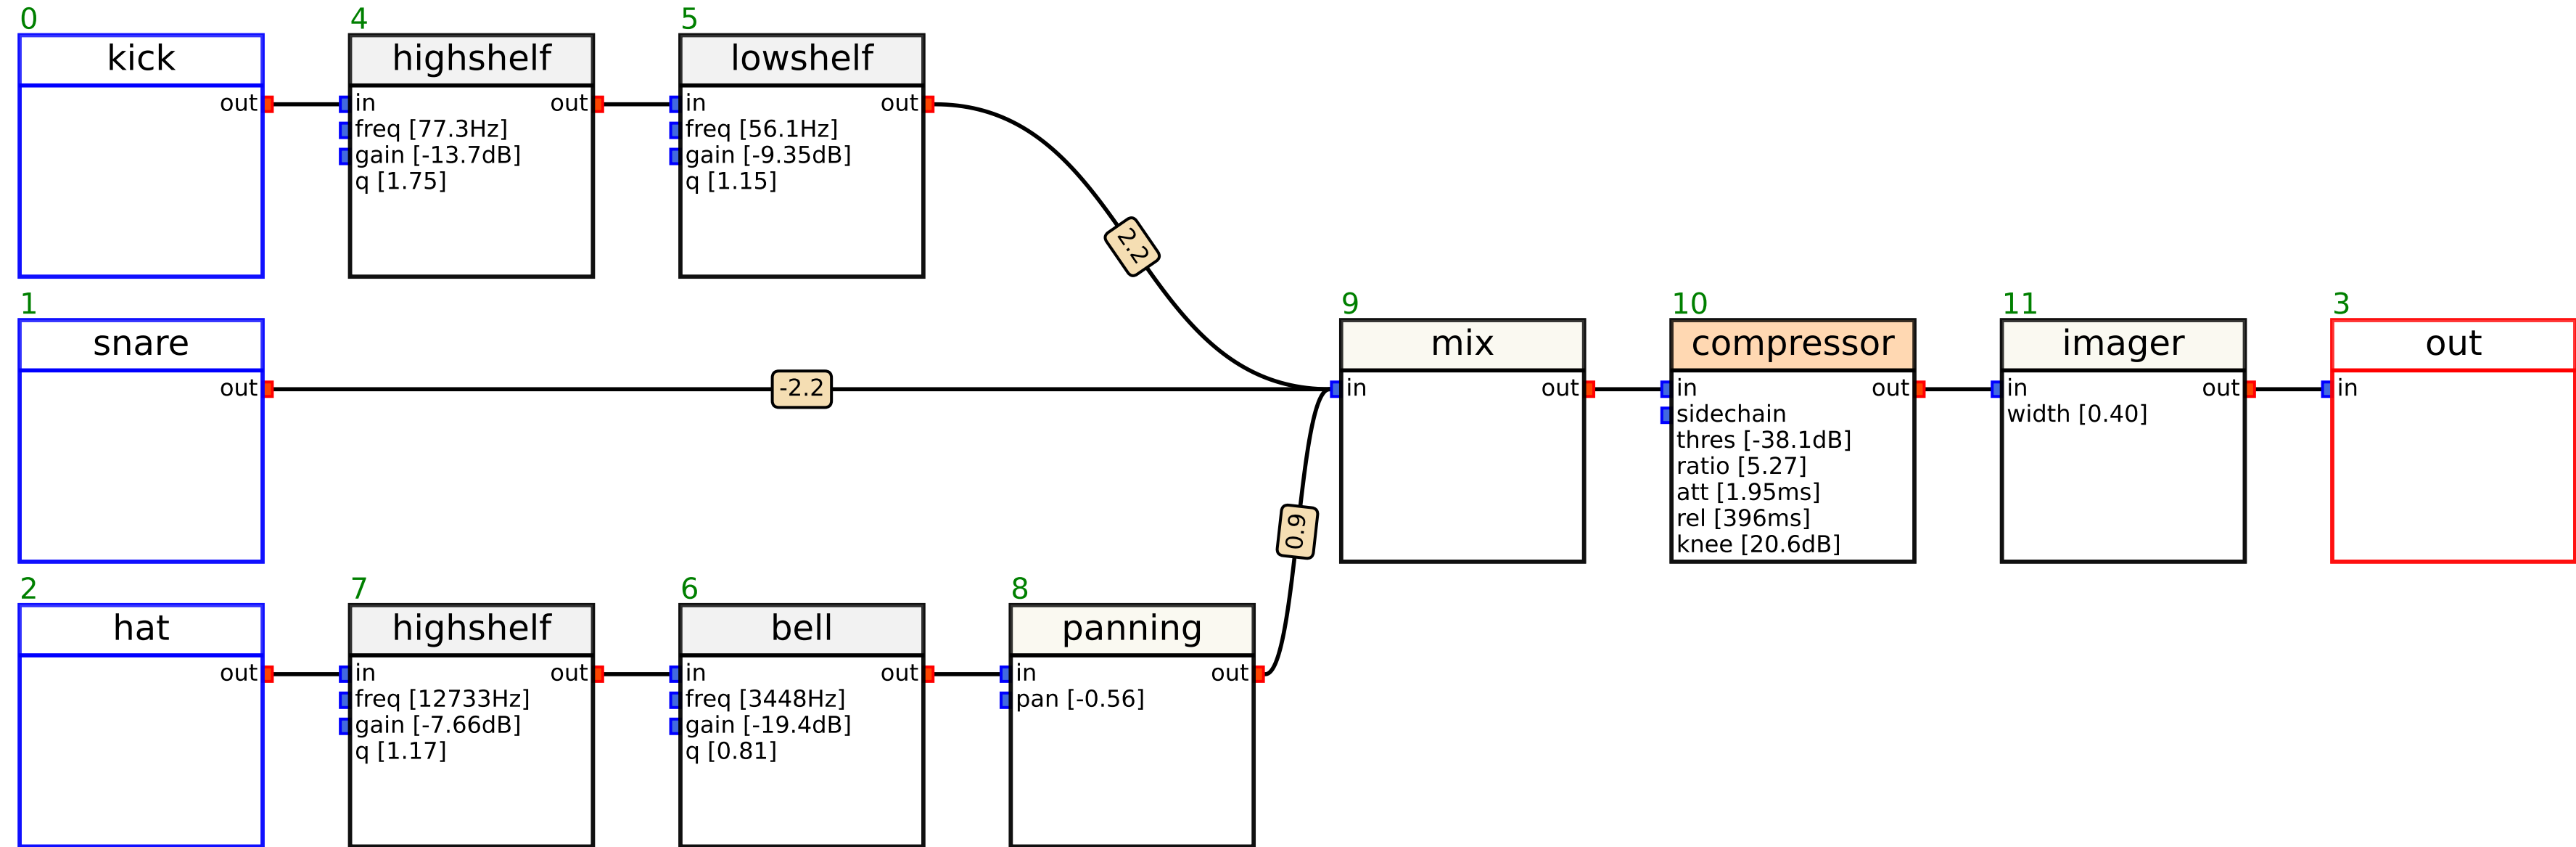 0
kick
out
4
highshelf
in out
freq [77.3Hz]
gain [-13.7dB]
q [1.75]
5
lowshelf
in out
freq [56.1Hz]
gain [-9.35dB]
q [1.15]
2.2
1
snare
out
-2.2
9
mix
in out
10
compressor
in out
sidechain
thres [-38.1dB]
ratio [5.27]
att [1.95ms]
rel [396ms]
knee [20.6dB]
11
imager
in out
width [0.40]
3
out
in
2
hat
out
7
highshelf
in out
freq [12733Hz]
gain [-7.66dB]
q [1.17]
6
bell
in out
freq [3448Hz]
gain [-19.4dB]
q [0.81]
8
panning
in out
pan [-0.56]
0.9